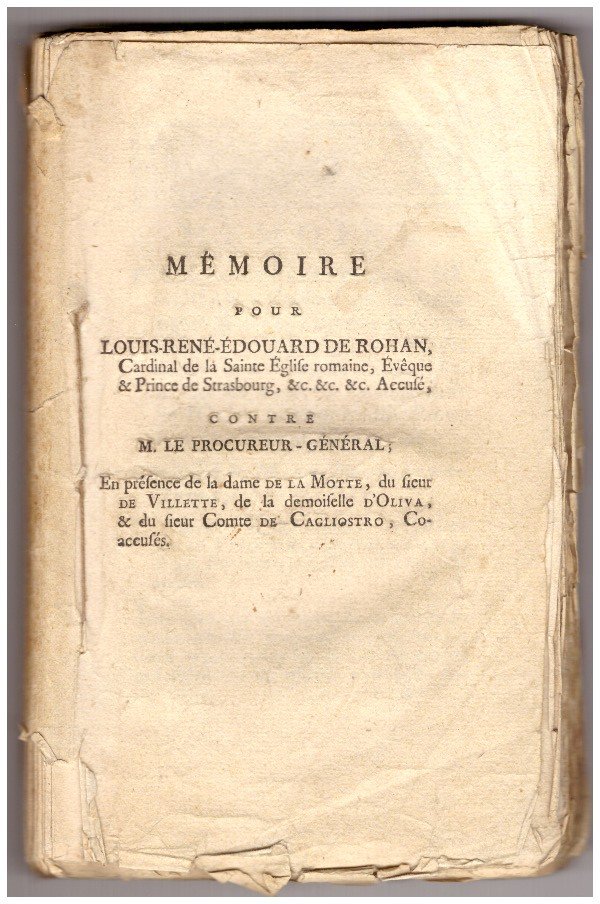 MÉMOIRE
POUR
LOUIS-RENÉ-ÉDOUARD DE ROHAN,
Cardinal de la Sainte Égliſe romaine, Évêque
& Prince de Strasbourg, &c. &c. &c. Accuſé,
CONTRE
M. LE PROCUREUR-GÉNÉRAL;
En préſence de la dame DE LA MOTTE, du ſieur
DE VILLETTE, de la demoiſelle D'OLIVA,
& du ſieur Comte DE CAGLIOSTRO, Co-
accuſés.